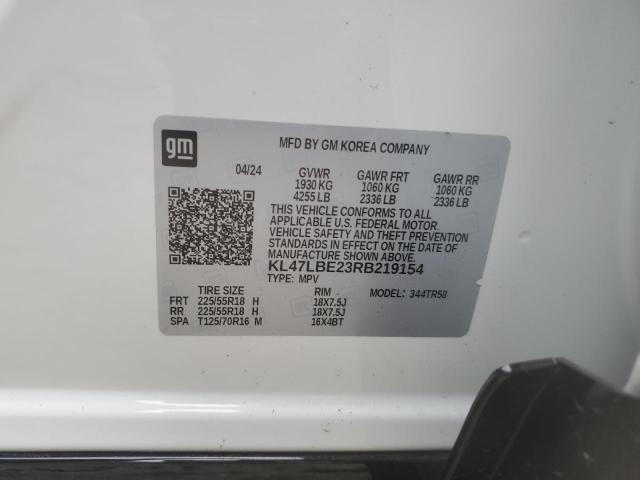 gm
MFD BY GM KOREA COMPANY
04/24 GVWR GAWR FRT GAWR RR
1930 KG 1060 KG 1060 KG
4255 LB 2336 LB 2336 LB
THIS VEHICLE CONFORMS TO ALL
APPLICABLE U.S. FEDERAL MOTOR
VEHICLE SAFETY AND THEFT PREVENTION
STANDARDS IN EFFECT ON THE DATE OF
MANUFACTURE SHOWN ABOVE.
KL47LBE23RB219154
TYPE: MPV MODEL: 344TR58
TIRE SIZE RIM
FRT 225/55R18 H 18X7.5J
RR 225/55R18 H 18X7.5J
SPA T125/70R16 M 16X4BT